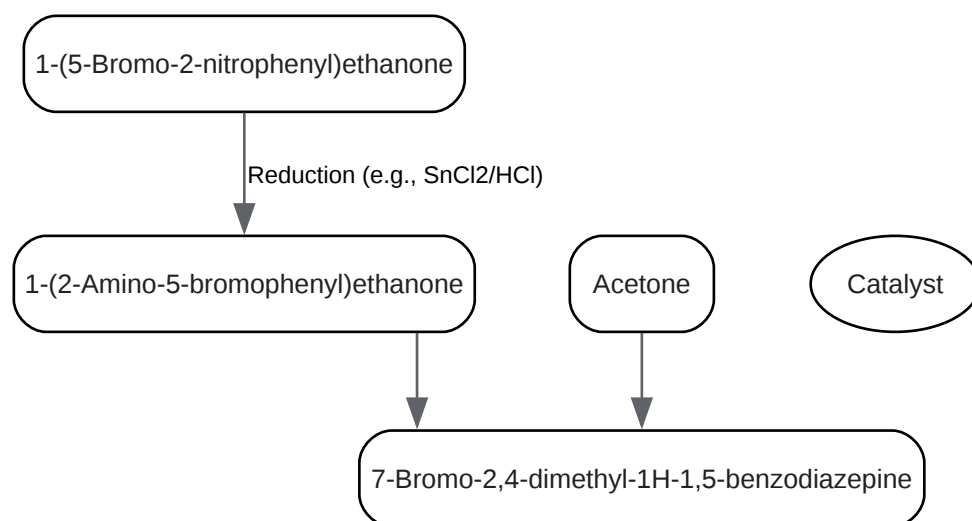 1-(5-Bromo-2-nitrophenyl)ethanone
Reduction (e.g., SnCl2/HCl)
1-(2-Amino-5-bromophenyl)ethanone
Acetone
Catalyst
7-Bromo-2,4-dimethyl-1H-1,5-benzodiazepine